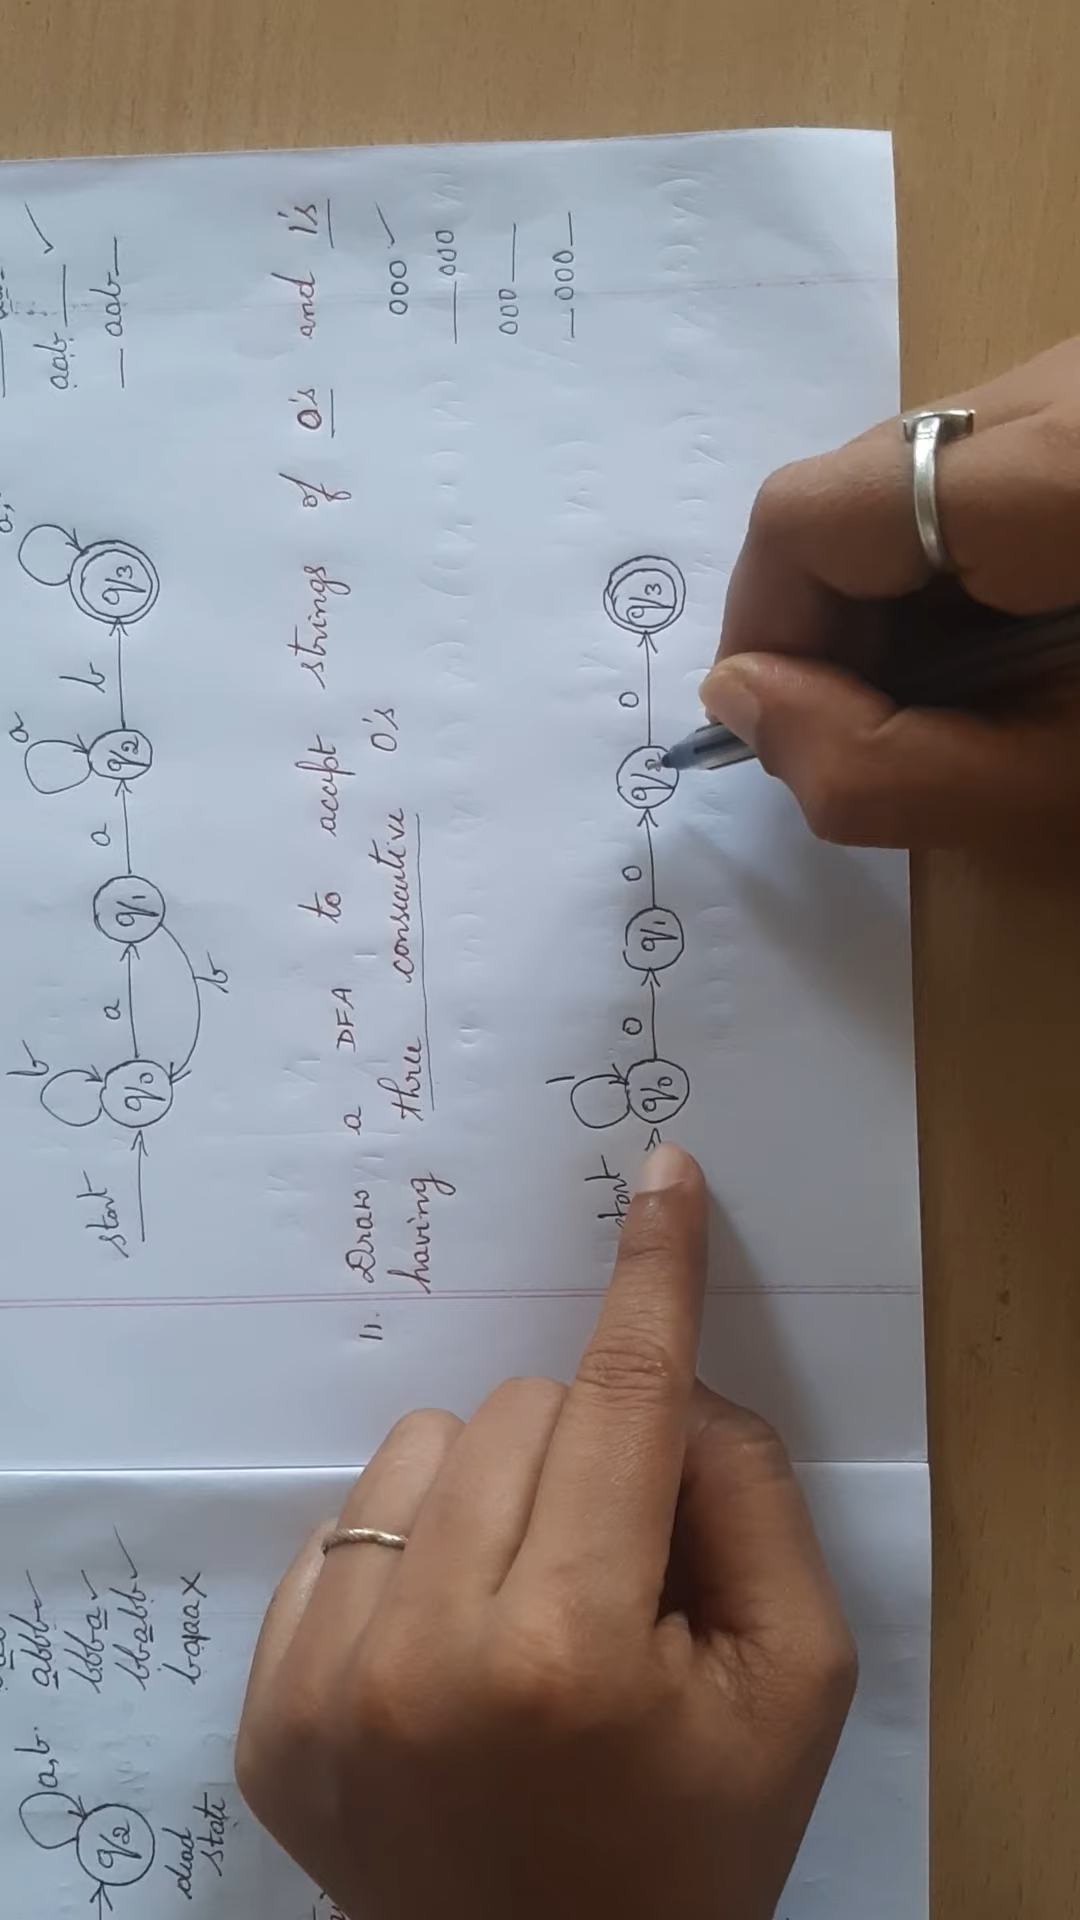 aab ✓
aab
a
b a
start q0 a q1 a q2 b q3
b
11. Draw a DFA to accept strings of 0's and 1's
having three consecutive 0's
000 ✓
000
000
000
1
start q0 0 q1 0 q2 0 q3
abbb ✓
bbba ✓
bbabb ✓
baaax
a,b.
q2
dead
state